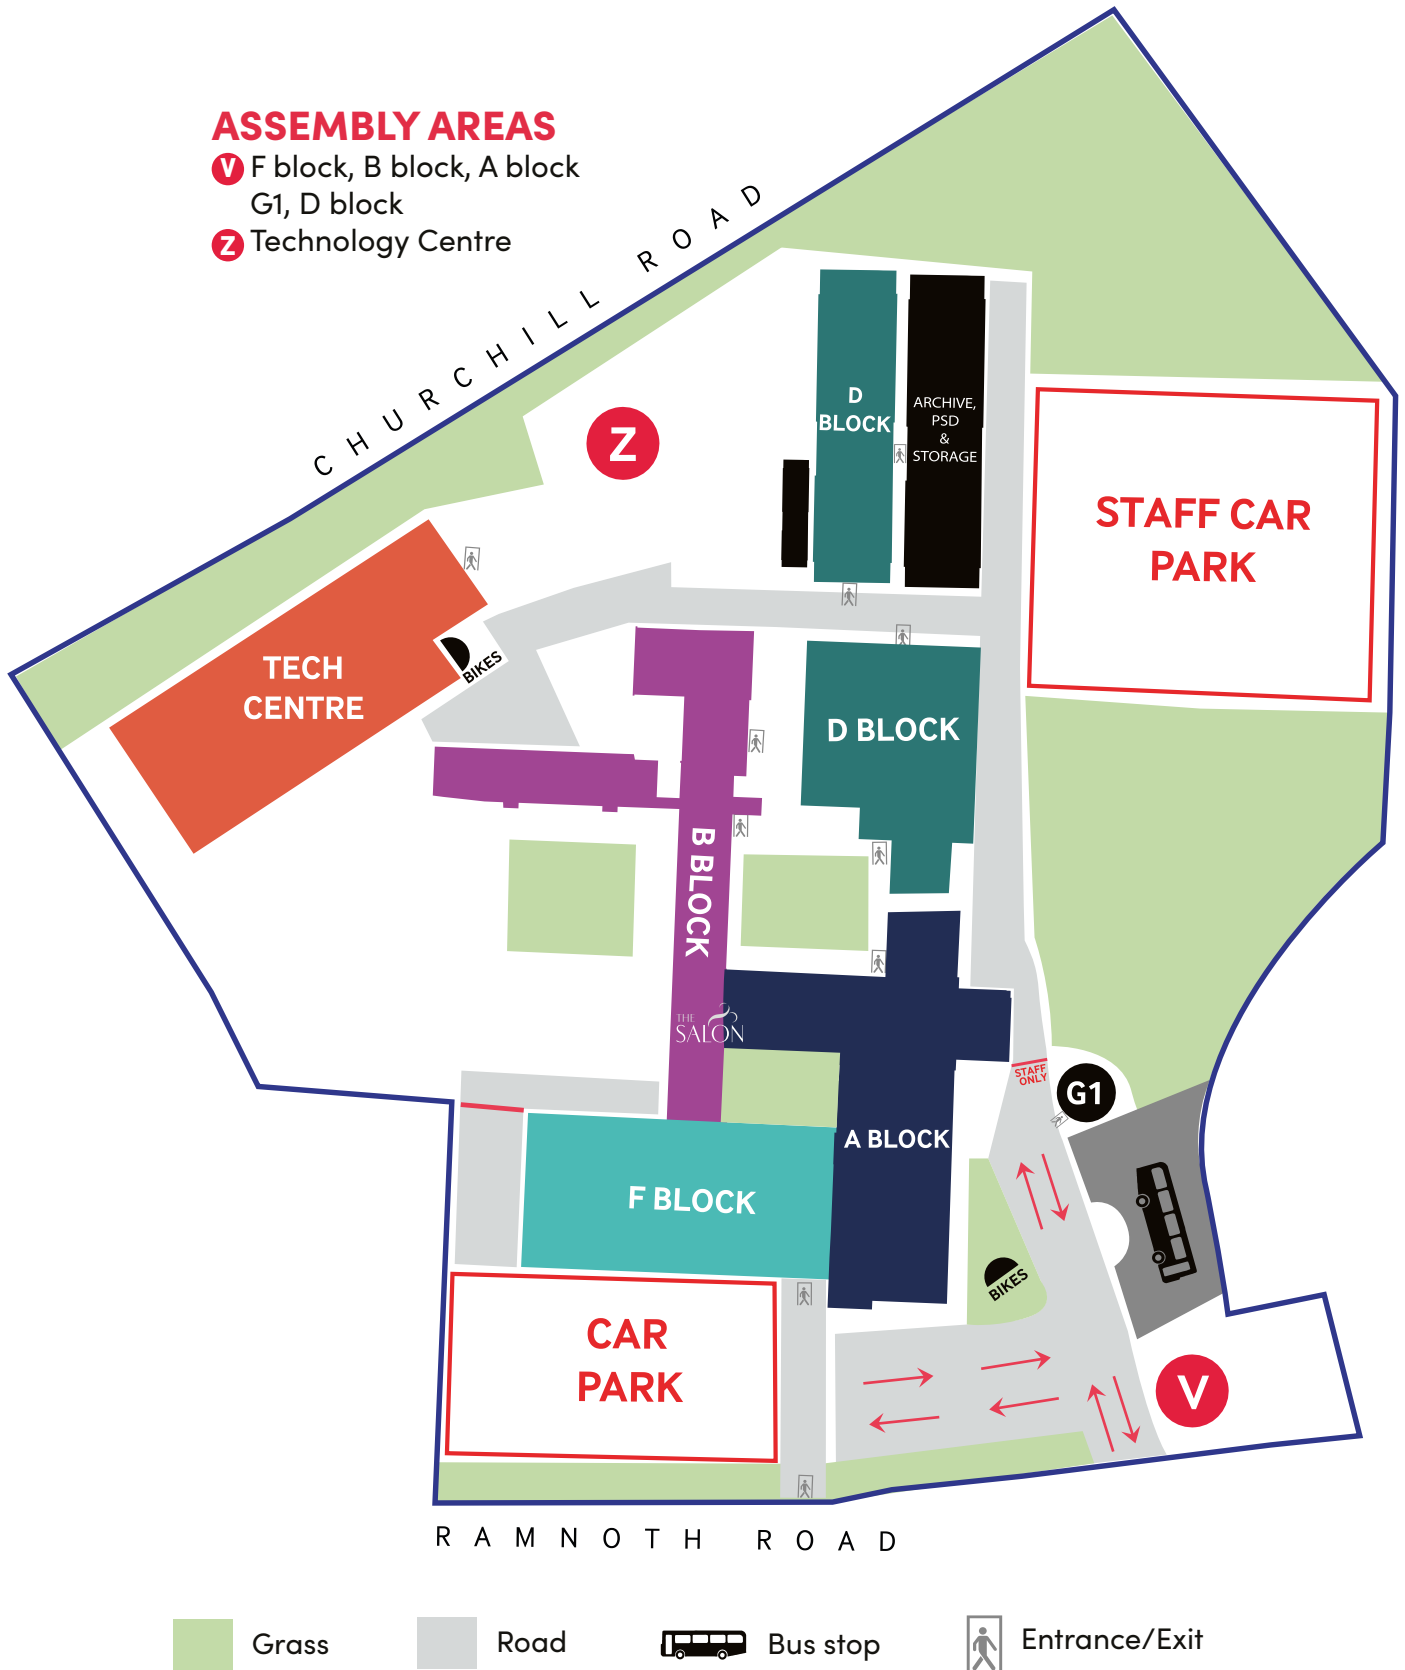 ASSEMBLY AREAS
V F block, B block, A block
G1, D block
Z Technology Centre
CHURCHILL ROAD
Z
D
BLOCK
ARCHIVE,
PSD
&
STORAGE
STAFF CAR
PARK
TECH
CENTRE
BIKES
D BLOCK
B BLOCK
THE
SALON
STAFF
ONLY
G1
A BLOCK
F BLOCK
BIKES
CAR
PARK
V
RAMNOTH ROAD
Grass
Road
Bus stop
Entrance/Exit